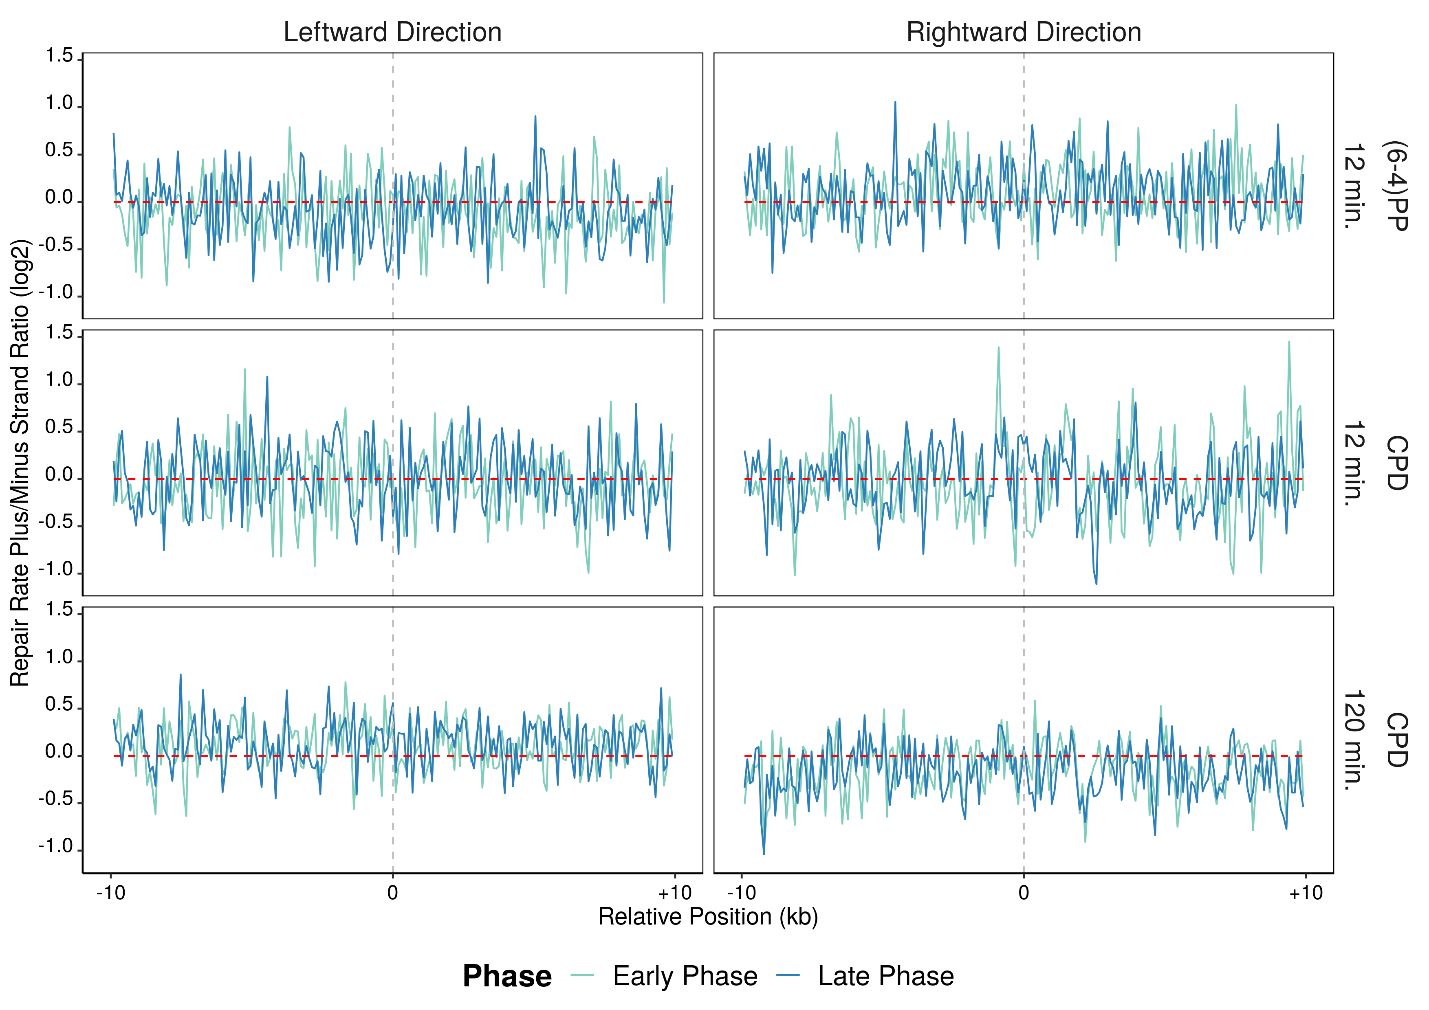 Leftward Direction
Rightward Direction
Repair Rate Plus/Minus Strand Ratio (log2)
1.5
1.0
0.5
0.0
-0.5
-1.0
(6-4)PP
12 min.
1.5
1.0
0.5
0.0
-0.5
-1.0
CPD
12 min.
1.5
1.0
0.5
0.0
-0.5
-1.0
CPD
120 min.
-10
0
+10
-10
0
+10
Relative Position (kb)
Phase Early Phase Late Phase